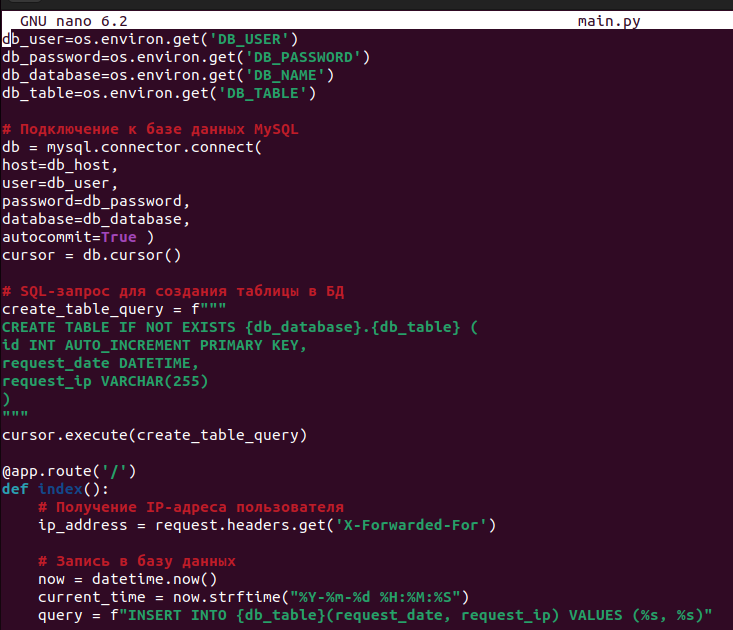 GNU nano 6.2 main.py
db_user=os.environ.get('DB_USER')
db_password=os.environ.get('DB_PASSWORD')
db_database=os.environ.get('DB_NAME')
db_table=os.environ.get('DB_TABLE')
# Подключение к базе данных MySQL
db = mysql.connector.connect(
host=db_host,
user=db_user,
password=db_password,
database=db_database,
autocommit=True )
cursor = db.cursor()
# SQL-запрос для создания таблицы в БД
create_table_query = f"""
CREATE TABLE IF NOT EXISTS {db_database}.{db_table} (
id INT AUTO_INCREMENT PRIMARY KEY,
request_date DATETIME,
request_ip VARCHAR(255)
)
"""
cursor.execute(create_table_query)
@app.route('/')
def index():
    # Получение IP-адреса пользователя
    ip_address = request.headers.get('X-Forwarded-For')
    # Запись в базу данных
    now = datetime.now()
    current_time = now.strftime("%Y-%m-%d %H:%M:%S")
    query = f"INSERT INTO {db_table}(request_date, request_ip) VALUES (%s, %s)"